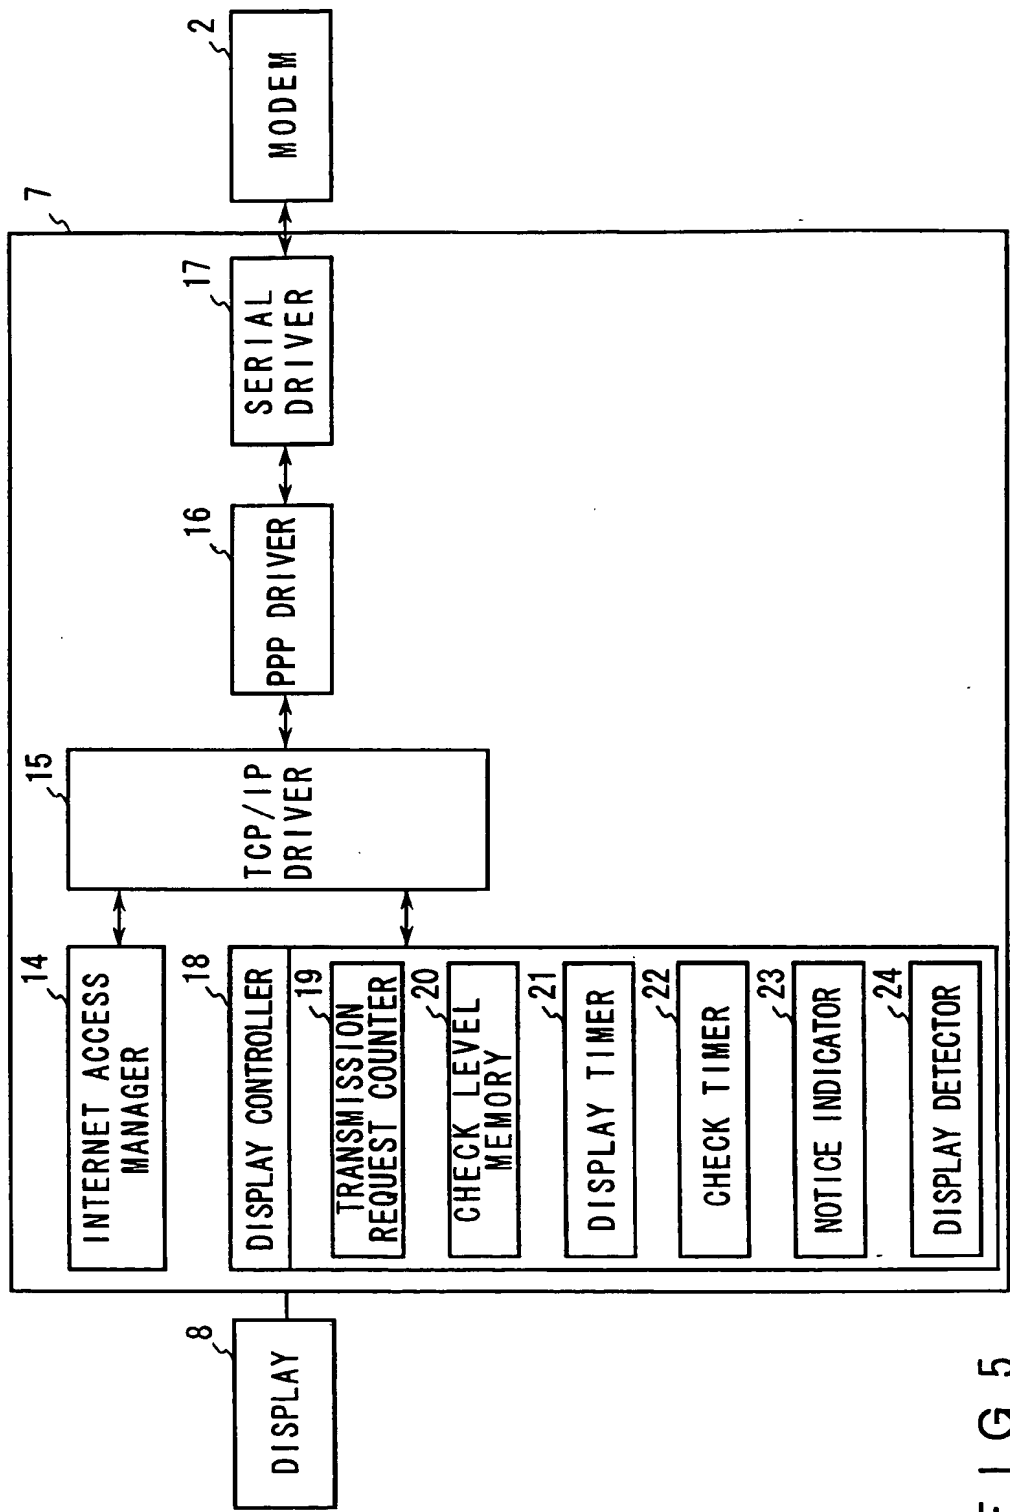 8
DISPLAY
7
14
INTERNET ACCESS
MANAGER
18
DISPLAY CONTROLLER
19
TRANSMISSION
REQUEST COUNTER
20
CHECK LEVEL
MEMORY
21
DISPLAY TIMER
22
CHECK TIMER
23
NOTICE INDICATOR
24
DISPLAY DETECTOR
15
TCP/IP
DRIVER
16
PPP DRIVER
17
SERIAL
DRIVER
2
MODEM
FIG 5